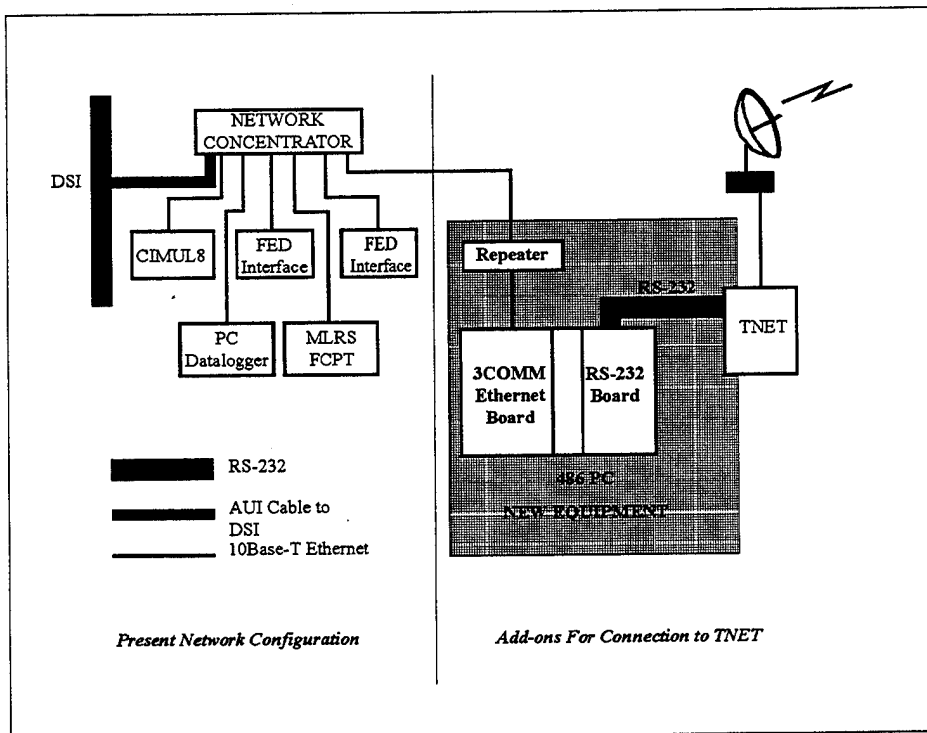 NETWORK
CONCENTRATOR
DSI
CIMUL8
FED
Interface
FED
Interface
PC
Datalogger
MLRS
FCPT
RS-232
AUI Cable to
DSI
10Base-T Ethernet
Present Network Configuration
Repeater
RS-232
TNET
3COMM
Ethernet
Board
RS-232
Board
486 PC
NEW EQUIPMENT
Add-ons For Connection to TNET